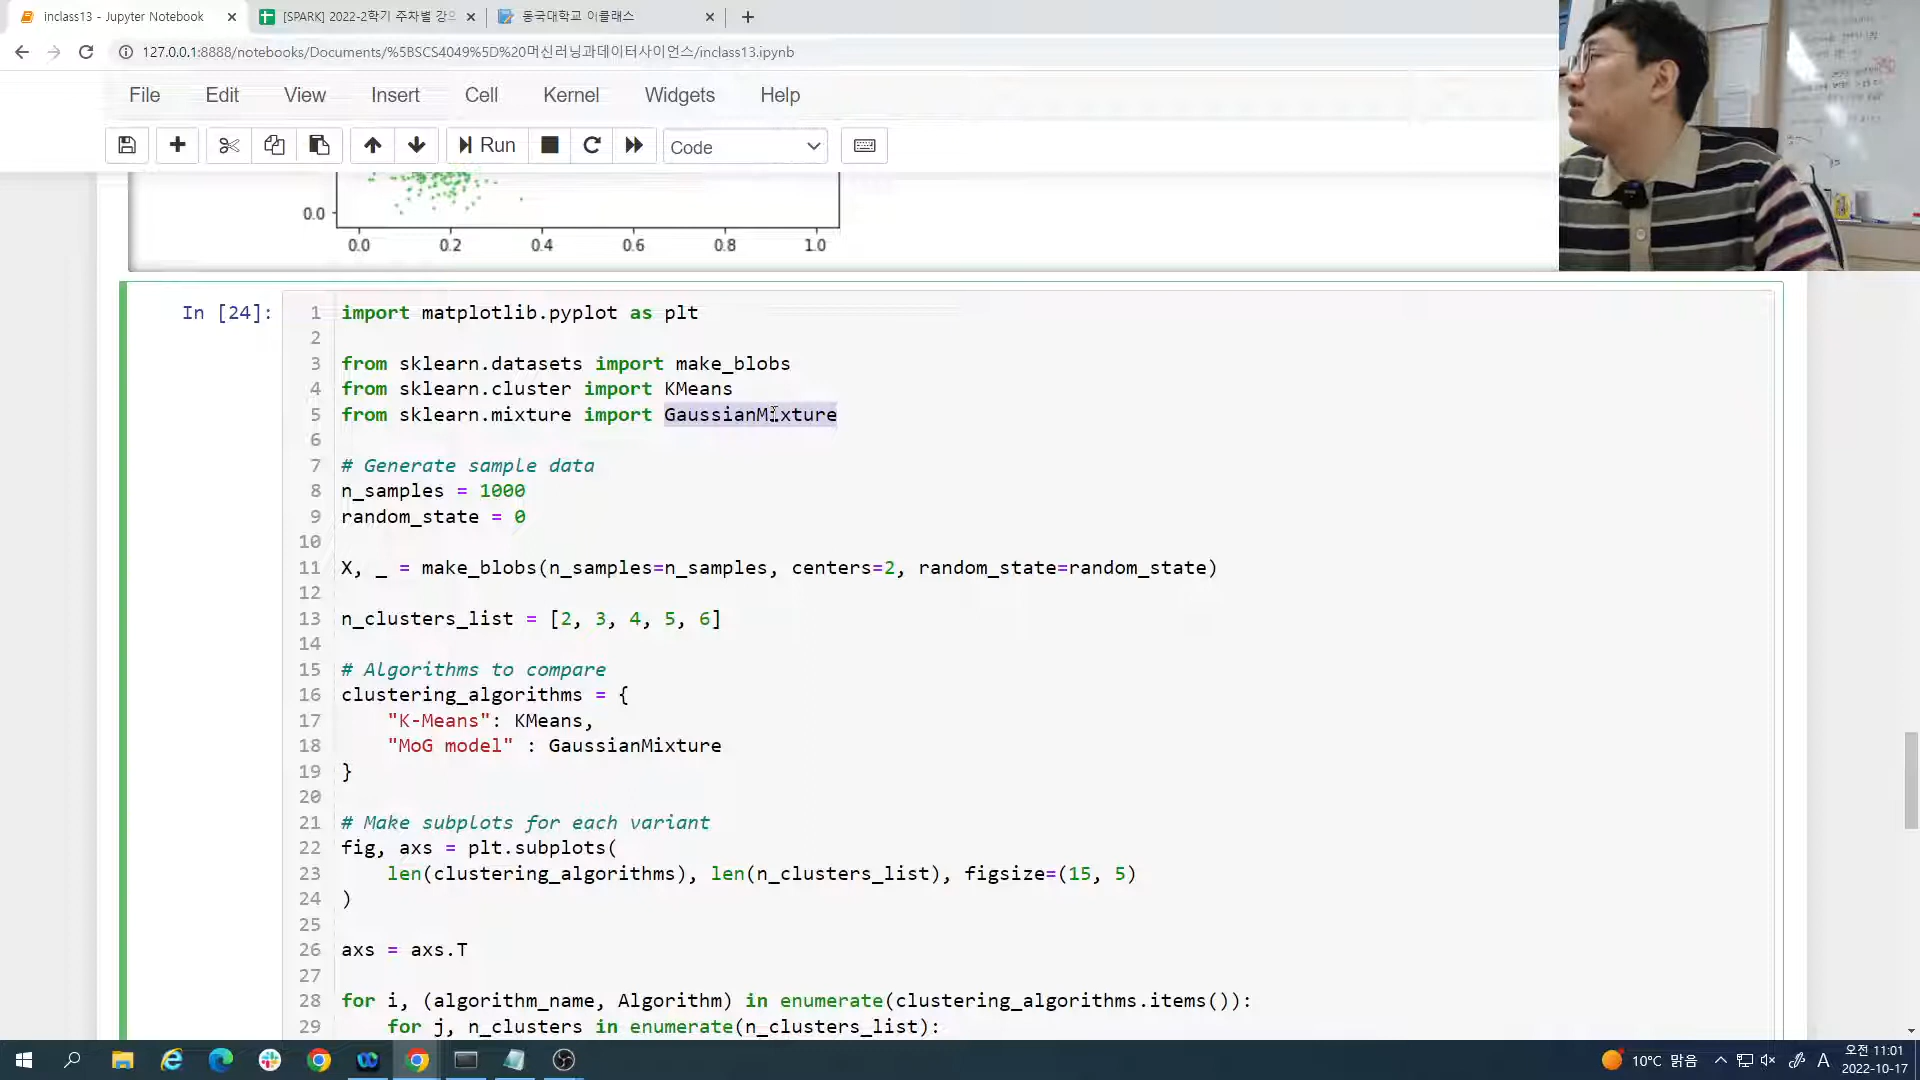 inclass13 - Jupyter Notebook
[SPARK] 2022-2학기 주차별 강의
동국대학교 이클래스
127.0.0.1:8888/notebooks/Documents/%5BSCS4049%5D%20머신러닝과데이터사이언스/inclass13.ipynb
File Edit View Insert Cell Kernel Widgets Help
Run Code
0.0
0.0 0.2 0.4 0.6 0.8 1.0
In [24]:
1 import matplotlib.pyplot as plt
2
3 from sklearn.datasets import make_blobs
4 from sklearn.cluster import KMeans
5 from sklearn.mixture import GaussianMixture
6
7 # Generate sample data
8 n_samples = 1000
9 random_state = 0
10
11 X, _ = make_blobs(n_samples=n_samples, centers=2, random_state=random_state)
12
13 n_clusters_list = [2, 3, 4, 5, 6]
14
15 # Algorithms to compare
16 clustering_algorithms = {
17 "K-Means": KMeans,
18 "MoG model" : GaussianMixture
19 }
20
21 # Make subplots for each variant
22 fig, axs = plt.subplots(
23 len(clustering_algorithms), len(n_clusters_list), figsize=(15, 5)
24 )
25
26 axs = axs.T
27
28 for i, (algorithm_name, Algorithm) in enumerate(clustering_algorithms.items()):
29 for j, n_clusters in enumerate(n_clusters_list):
10°C 맑음
A
오전 11:01
2022-10-17